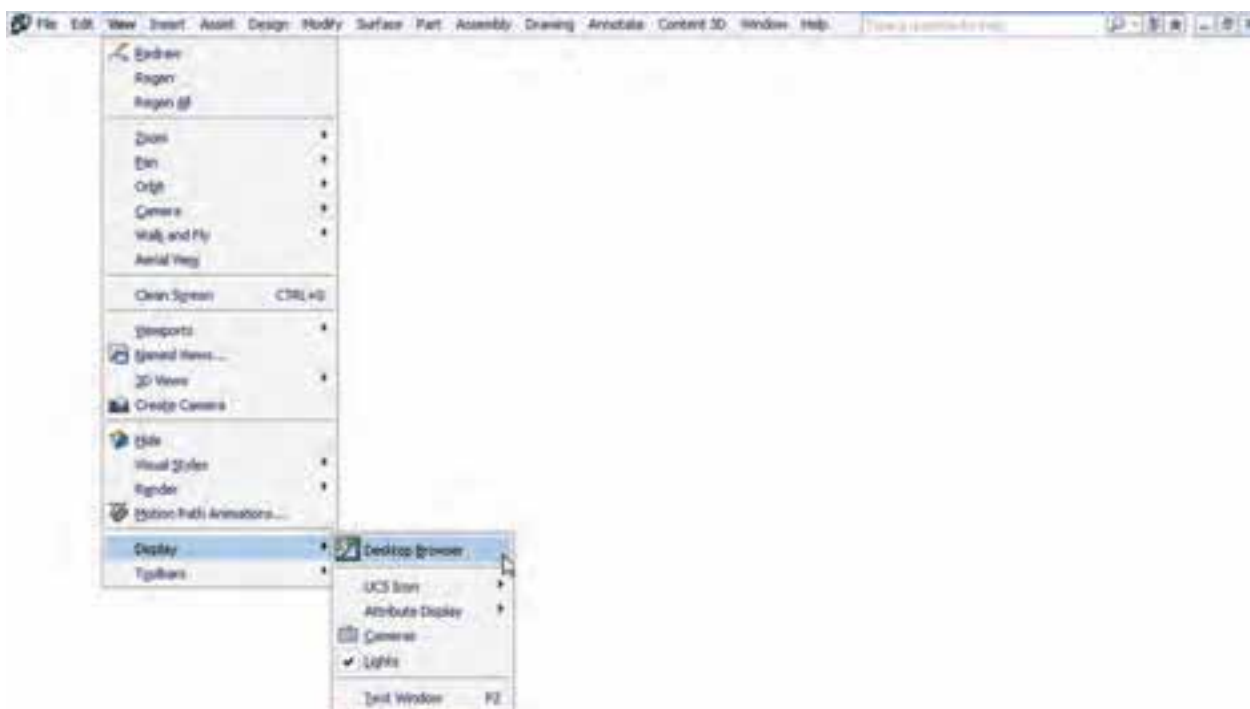 File Edit View Insert Assist Design Modify Surface Part Assembly Drawing Annotate Content 3D Window Help
Redraw
Regen
Regen all
Zoom
Pan
Orbit
Camera
Walk and Fly
Aerial View
Clean Screen CTRL+0
Viewports
Named Views...
3D Views
Create Camera
Hide
Visual Styles
Render
Motion Path Animations...
Display
Toolbars
Desktop Browser
UCS Icon
Attribute Display
Cameras
Lights
Text Window F2